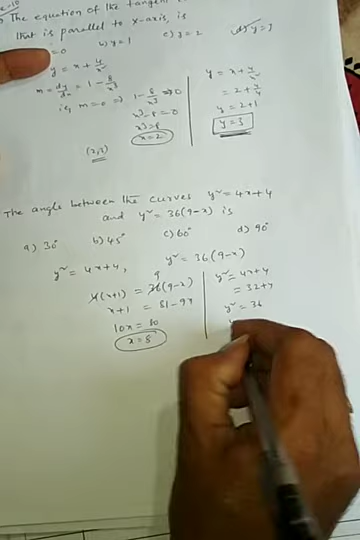 The equation of the tangent
that is parallel to x-axis, is
=0 b) y=1 c) y=2 d) y=3
y = x + 4/x²
m = dy/dx = 1 - 8/x³
m=0 ⇒ 1 - 8/x³ = 0
x³-8=0
x³=8
x=2
(2,3)
y = x + 4/x²
= 2 + 4/4
y = 2+1
y=3
The angle between the curves y² = 4x+4
and y² = 36(9-x) is
a) 30° b) 45° c) 60° d) 90°
y² = 4x+4, y² = 36(9-x)
9
4(x+1) = 36(9-x)
x+1 = 81-9x
10x = 80
x=8
y² = 4x+4
= 32+4
y² = 36